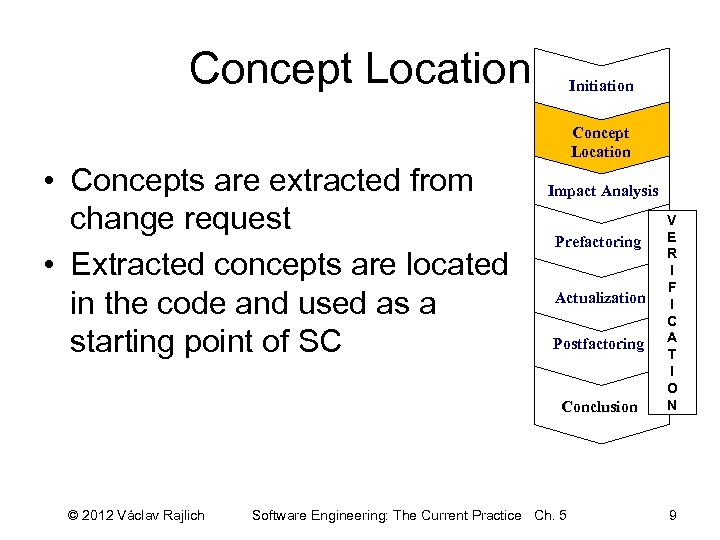 Concept Location
• Concepts are extracted from
change request
• Extracted concepts are located
in the code and used as a
starting point of SC
Initiation
Concept
Location
Impact Analysis
Prefactoring
Actualization
Postfactoring
Conclusion
V
E
R
I
F
I
C
A
T
I
O
N
© 2012 Václav Rajlich
Software Engineering: The Current Practice Ch. 5
9